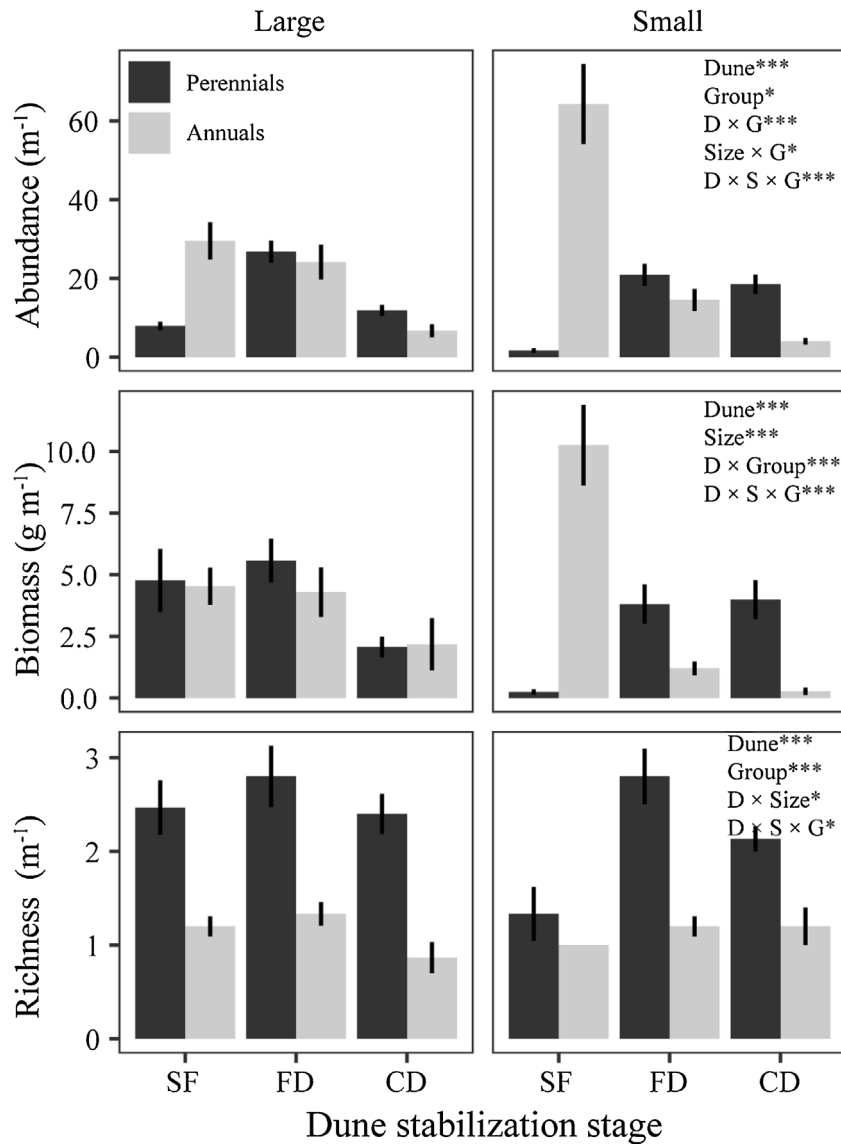 Large
Small
Perennials
Annuals
Dune***
Group*
D × G***
Size × G*
D × S × G***
Abundance (m⁻¹)
60
40
20
0
Dune***
Size***
D × Group***
D × S × G***
Biomass (g m⁻¹)
10.0
7.5
5.0
2.5
0.0
Dune***
Group***
D × Size*
D × S × G*
Richness (m⁻¹)
3
2
1
0
SF FD CD
SF FD CD
Dune stabilization stage